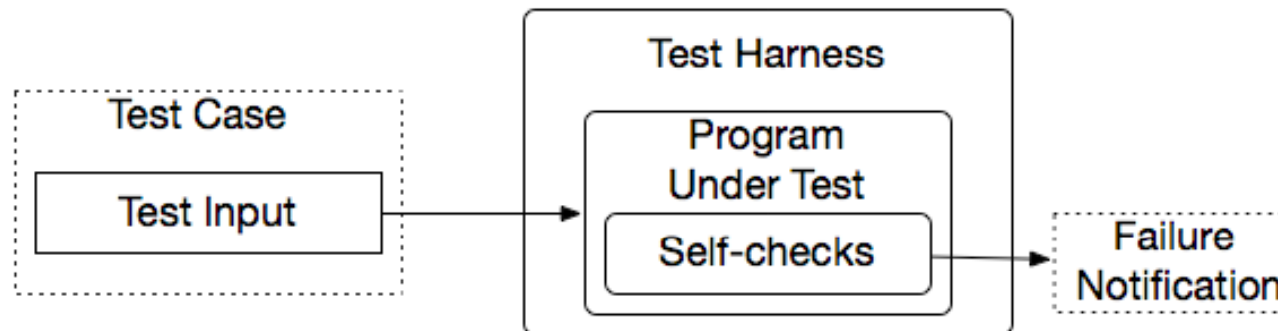 Test Harness
Test Case
Program
Under Test
Test Input
Self-checks
Failure
Notification